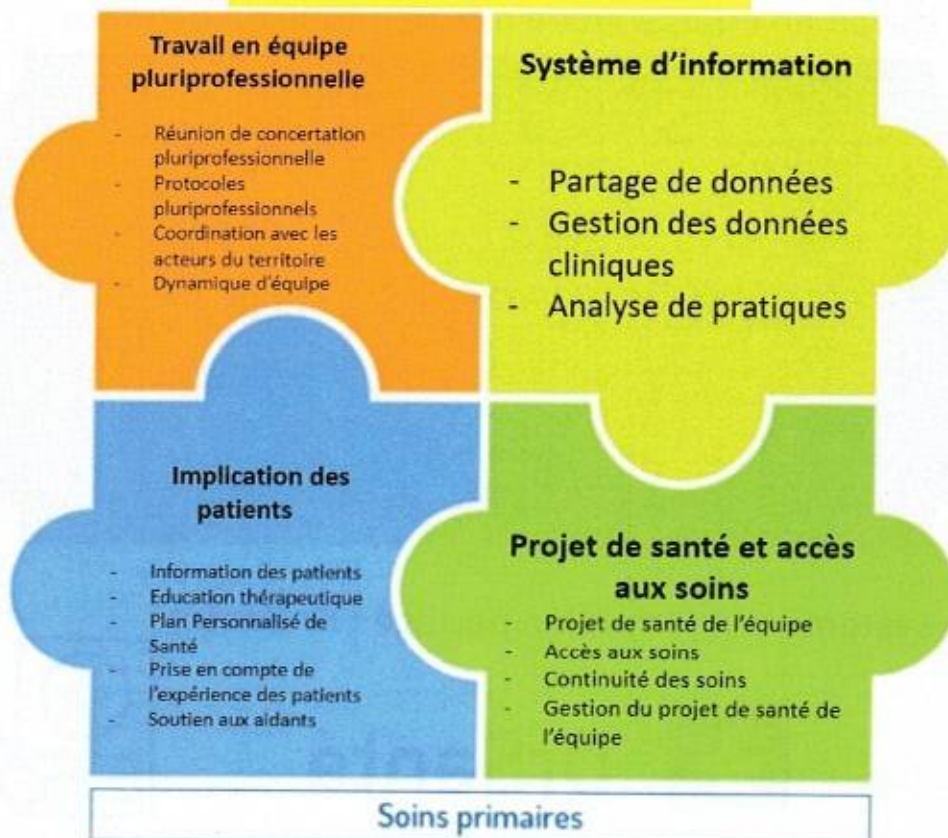 Travail en équipe
pluriprofessionnelle
- Réunion de concertation
pluriprofessionnelle
- Protocoles
pluriprofessionnels
- Coordination avec les
acteurs du territoire
- Dynamique d'équipe
Système d'information
- Partage de données
- Gestion des données
cliniques
- Analyse de pratiques
Implication des
patients
- Information des patients
- Education thérapeutique
- Plan Personnalisé de
Santé
- Prise en compte de
l'expérience des patients
- Soutien aux aidants
Projet de santé et accès
aux soins
- Projet de santé de l'équipe
- Accès aux soins
- Continuité des soins
- Gestion du projet de santé de
l'équipe
Soins primaires